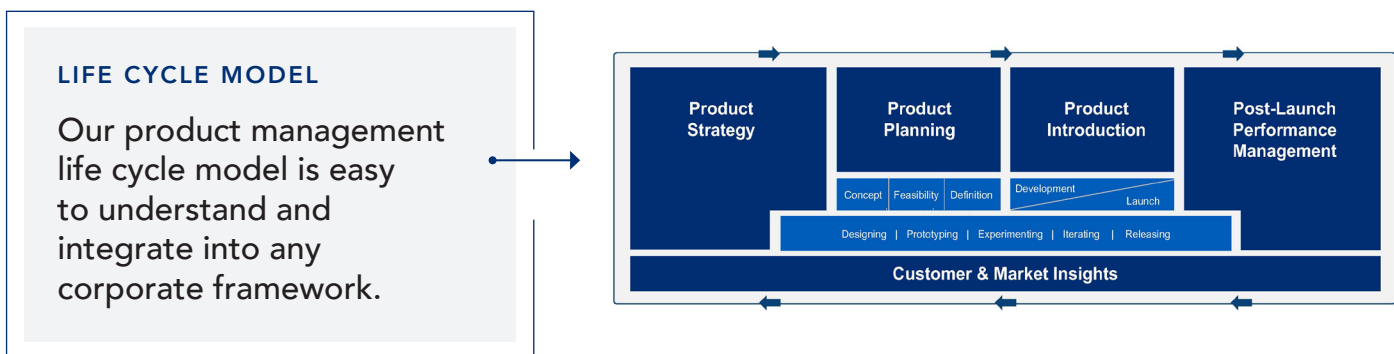 LIFE CYCLE MODEL
Our product management
life cycle model is easy
to understand and
integrate into any
corporate framework.
Product
Strategy
Product
Planning
Product
Introduction
Post-Launch
Performance
Management
Concept
Feasibility
Definition
Development
Launch
Designing | Prototyping | Experimenting | Iterating | Releasing
Customer & Market Insights